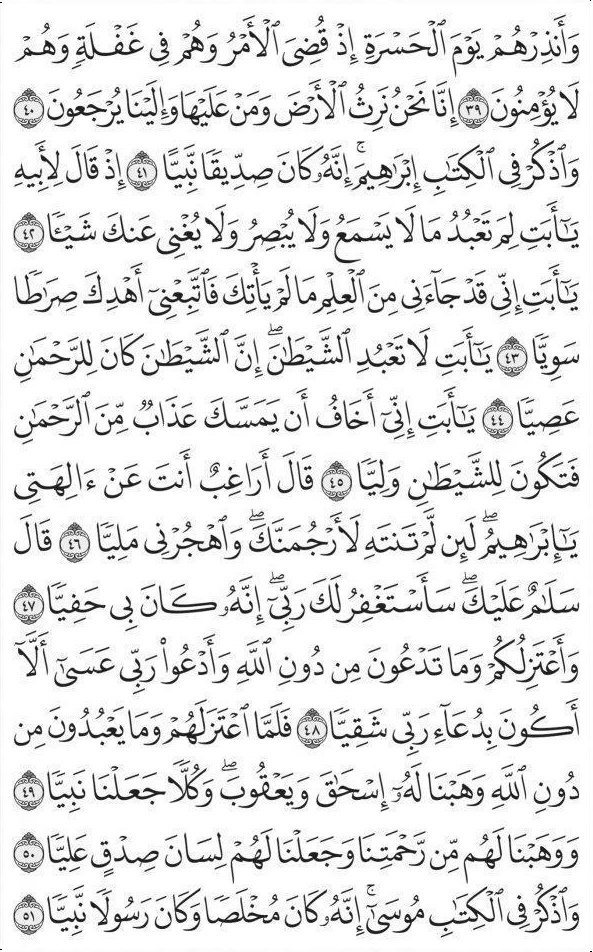 وَأَنذِرْهُمْ يَوْمَ ٱلْحَسْرَةِ إِذْ قُضِىَ ٱلْأَمْرُ وَهُمْ فِى غَفْلَةٍ وَهُمْ
لَا يُؤْمِنُونَ ٣٩ إِنَّا نَحْنُ نَرِثُ ٱلْأَرْضَ وَمَنْ عَلَيْهَا وَإِلَيْنَا يُرْجَعُونَ ٤٠
وَٱذْكُرْ فِى ٱلْكِتَٰبِ إِبْرَٰهِيمَ ۚ إِنَّهُۥ كَانَ صِدِّيقًا نَّبِيًّا ٤١ إِذْ قَالَ لِأَبِيهِ
يَٰٓأَبَتِ لِمَ تَعْبُدُ مَا لَا يَسْمَعُ وَلَا يُبْصِرُ وَلَا يُغْنِى عَنكَ شَيْـًٔا ٤٢
يَٰٓأَبَتِ إِنِّى قَدْ جَآءَنِى مِنَ ٱلْعِلْمِ مَا لَمْ يَأْتِكَ فَٱتَّبِعْنِىٓ أَهْدِكَ صِرَٰطًا
سَوِيًّا ٤٣ يَٰٓأَبَتِ لَا تَعْبُدِ ٱلشَّيْطَٰنَ ۖ إِنَّ ٱلشَّيْطَٰنَ كَانَ لِلرَّحْمَٰنِ
عَصِيًّا ٤٤ يَٰٓأَبَتِ إِنِّىٓ أَخَافُ أَن يَمَسَّكَ عَذَابٌ مِّنَ ٱلرَّحْمَٰنِ
فَتَكُونَ لِلشَّيْطَٰنِ وَلِيًّا ٤٥ قَالَ أَرَاغِبٌ أَنتَ عَنْ ءَالِهَتِى
يَٰٓإِبْرَٰهِيمُ ۖ لَئِن لَّمْ تَنتَهِ لَأَرْجُمَنَّكَ ۖ وَٱهْجُرْنِى مَلِيًّا ٤٦ قَالَ
سَلَٰمٌ عَلَيْكَ ۖ سَأَسْتَغْفِرُ لَكَ رَبِّىٓ ۖ إِنَّهُۥ كَانَ بِى حَفِيًّا ٤٧
وَأَعْتَزِلُكُمْ وَمَا تَدْعُونَ مِن دُونِ ٱللَّهِ وَأَدْعُوا۟ رَبِّى عَسَىٰٓ أَلَّآ
أَكُونَ بِدُعَآءِ رَبِّى شَقِيًّا ٤٨ فَلَمَّا ٱعْتَزَلَهُمْ وَمَا يَعْبُدُونَ مِن
دُونِ ٱللَّهِ وَهَبْنَا لَهُۥٓ إِسْحَٰقَ وَيَعْقُوبَ ۖ وَكُلًّا جَعَلْنَا نَبِيًّا ٤٩
وَوَهَبْنَا لَهُم مِّن رَّحْمَتِنَا وَجَعَلْنَا لَهُمْ لِسَانَ صِدْقٍ عَلِيًّا ٥٠
وَٱذْكُرْ فِى ٱلْكِتَٰبِ مُوسَىٰٓ ۚ إِنَّهُۥ كَانَ مُخْلَصًا وَكَانَ رَسُولًا نَّبِيًّا ٥١